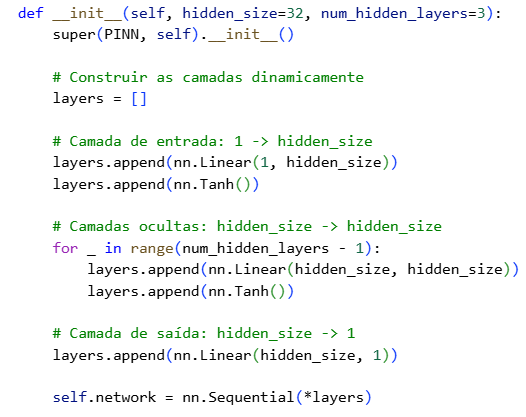 def __init__(self, hidden_size=32, num_hidden_layers=3):
    super(PINN, self).__init__()

    # Construir as camadas dinamicamente
    layers = []

    # Camada de entrada: 1 -> hidden_size
    layers.append(nn.Linear(1, hidden_size))
    layers.append(nn.Tanh())

    # Camadas ocultas: hidden_size -> hidden_size
    for _ in range(num_hidden_layers - 1):
        layers.append(nn.Linear(hidden_size, hidden_size))
        layers.append(nn.Tanh())

    # Camada de saída: hidden_size -> 1
    layers.append(nn.Linear(hidden_size, 1))

    self.network = nn.Sequential(*layers)